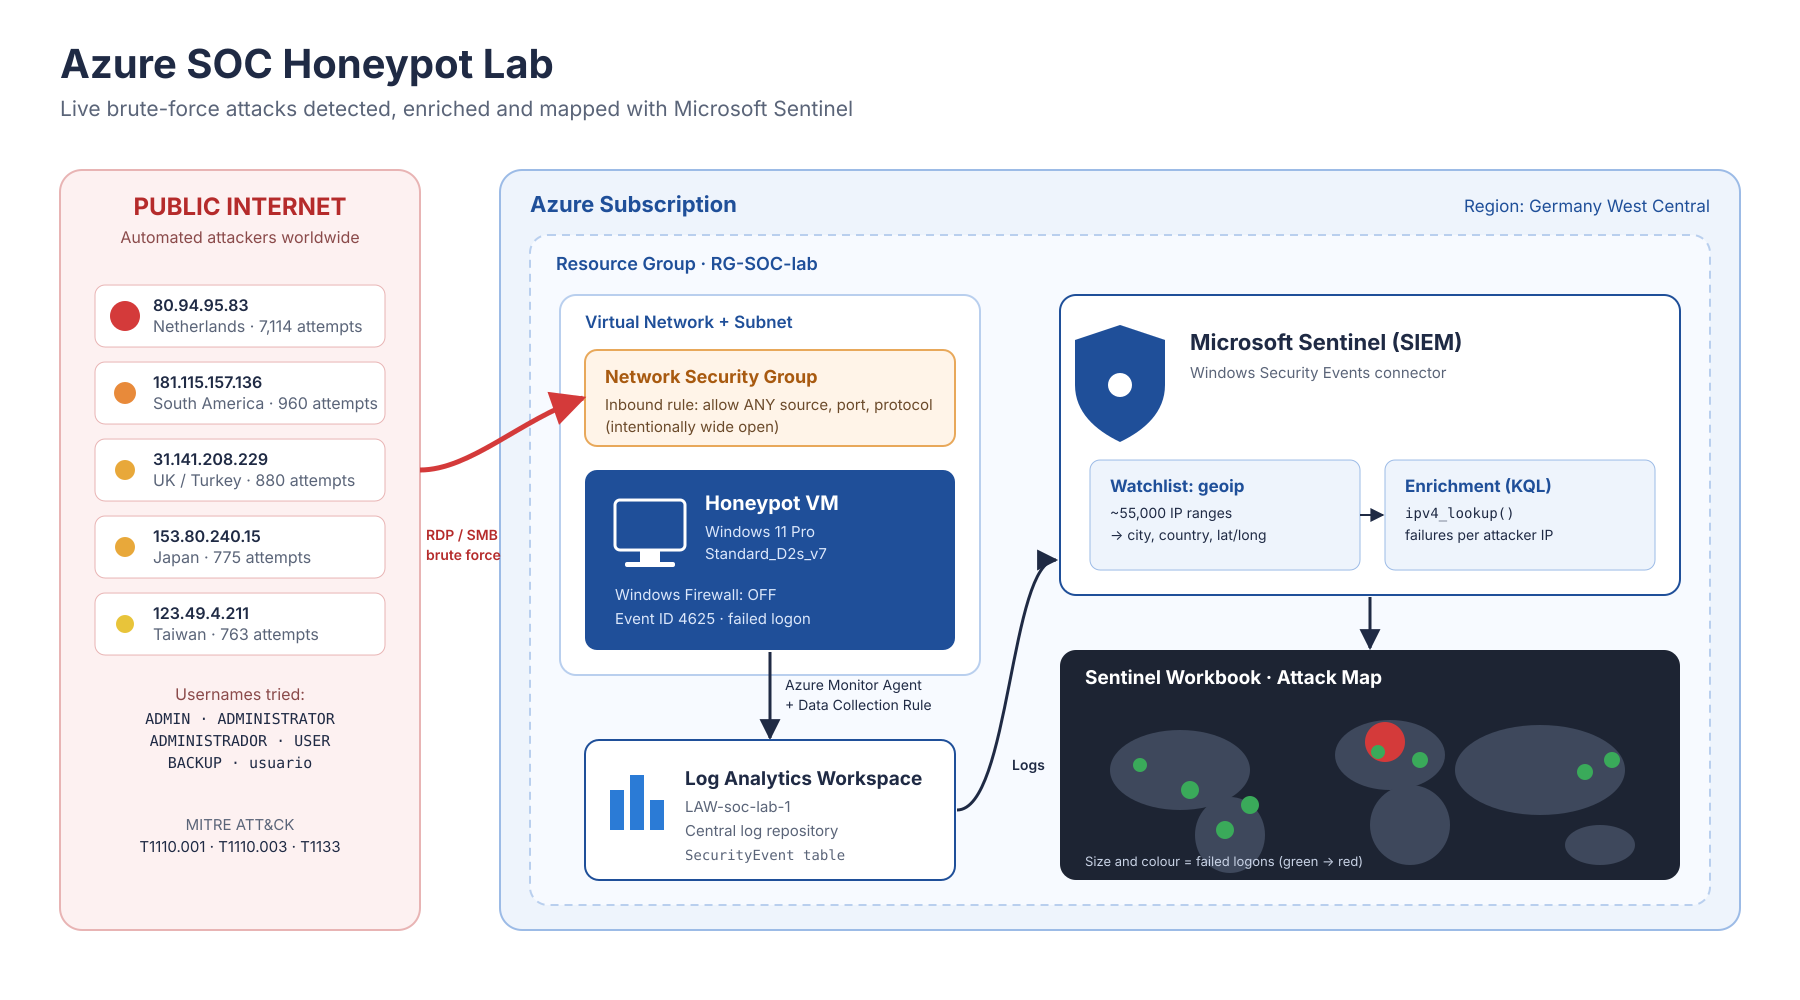 Azure SOC Honeypot Lab
Live brute-force attacks detected, enriched and mapped with Microsoft Sentinel
PUBLIC INTERNET
Automated attackers worldwide
80.94.95.83
Netherlands · 7,114 attempts
181.115.157.136
South America · 960 attempts
31.141.208.229
UK / Turkey · 880 attempts
153.80.240.15
Japan · 775 attempts
123.49.4.211
Taiwan · 763 attempts
Usernames tried:
ADMIN · ADMINISTRATOR
ADMINISTRADOR · USER
BACKUP · usuario
MITRE ATT&CK
T1110.001 · T1110.003 · T1133
RDP / SMB
brute force
Azure Subscription
Region: Germany West Central
Resource Group · RG-SOC-lab
Virtual Network + Subnet
Network Security Group
Inbound rule: allow ANY source, port, protocol
(intentionally wide open)
Honeypot VM
Windows 11 Pro
Standard_D2s_v7
Windows Firewall: OFF
Event ID 4625 · failed logon
Azure Monitor Agent
+ Data Collection Rule
Log Analytics Workspace
LAW-soc-lab-1
Central log repository
SecurityEvent table
Logs
Microsoft Sentinel (SIEM)
Windows Security Events connector
Watchlist: geoip
~55,000 IP ranges
→ city, country, lat/long
Enrichment (KQL)
ipv4_lookup()
failures per attacker IP
Sentinel Workbook · Attack Map
Size and colour = failed logons (green → red)